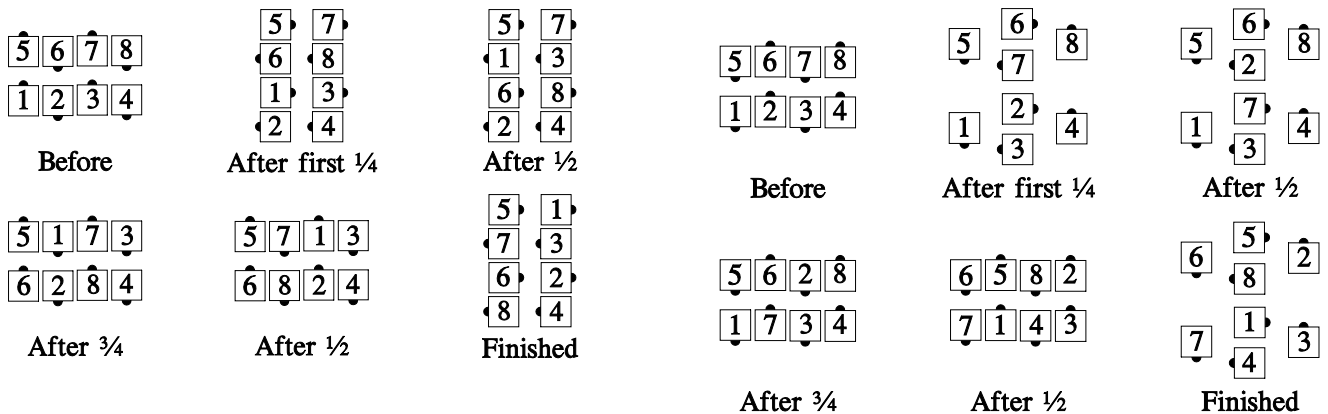 5 6 7 8
1 2 3 4
Before
5 7
6 8
1 3
2 4
After first ¼
5 7
1 3
6 8
2 4
After ½
5 1 7 3
6 2 8 4
After ¾
5 7 1 3
6 8 2 4
After ½
5 1
7 3
6 2
8 4
Finished
5 6 7 8
1 2 3 4
Before
6
5 8
7
2
1 4
3
After first ¼
6
5 8
2
7
1 4
3
After ½
5 6 2 8
1 7 3 4
After ¾
6 5 8 2
7 1 4 3
After ½
5
6 2
8
1
7 3
4
Finished